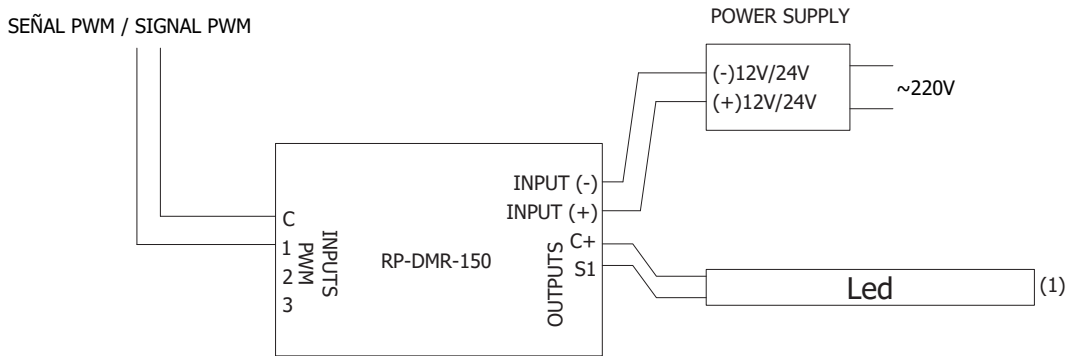 POWER SUPPLY
SEÑAL PWM / SIGNAL PWM
(-)12V/24V
(+)12V/24V
~220V
INPUT (-)
INPUT (+)
C
1
2
3
INPUTS
PWM
RP-DMR-150
OUTPUTS
C+
S1
Led
(1)